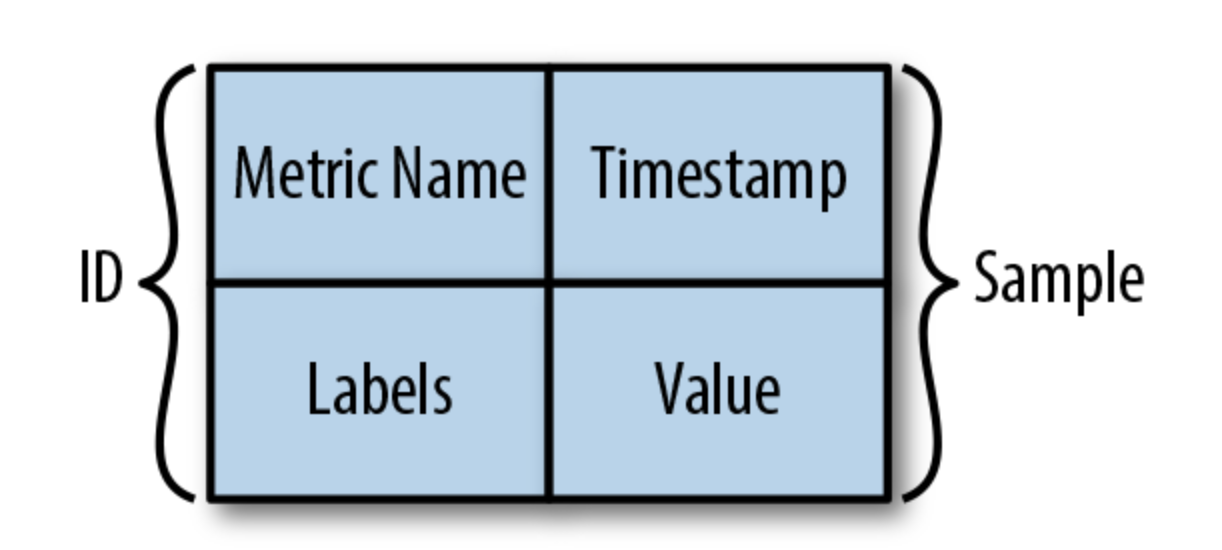 Metric Name
Timestamp
ID
Sample
Labels
Value